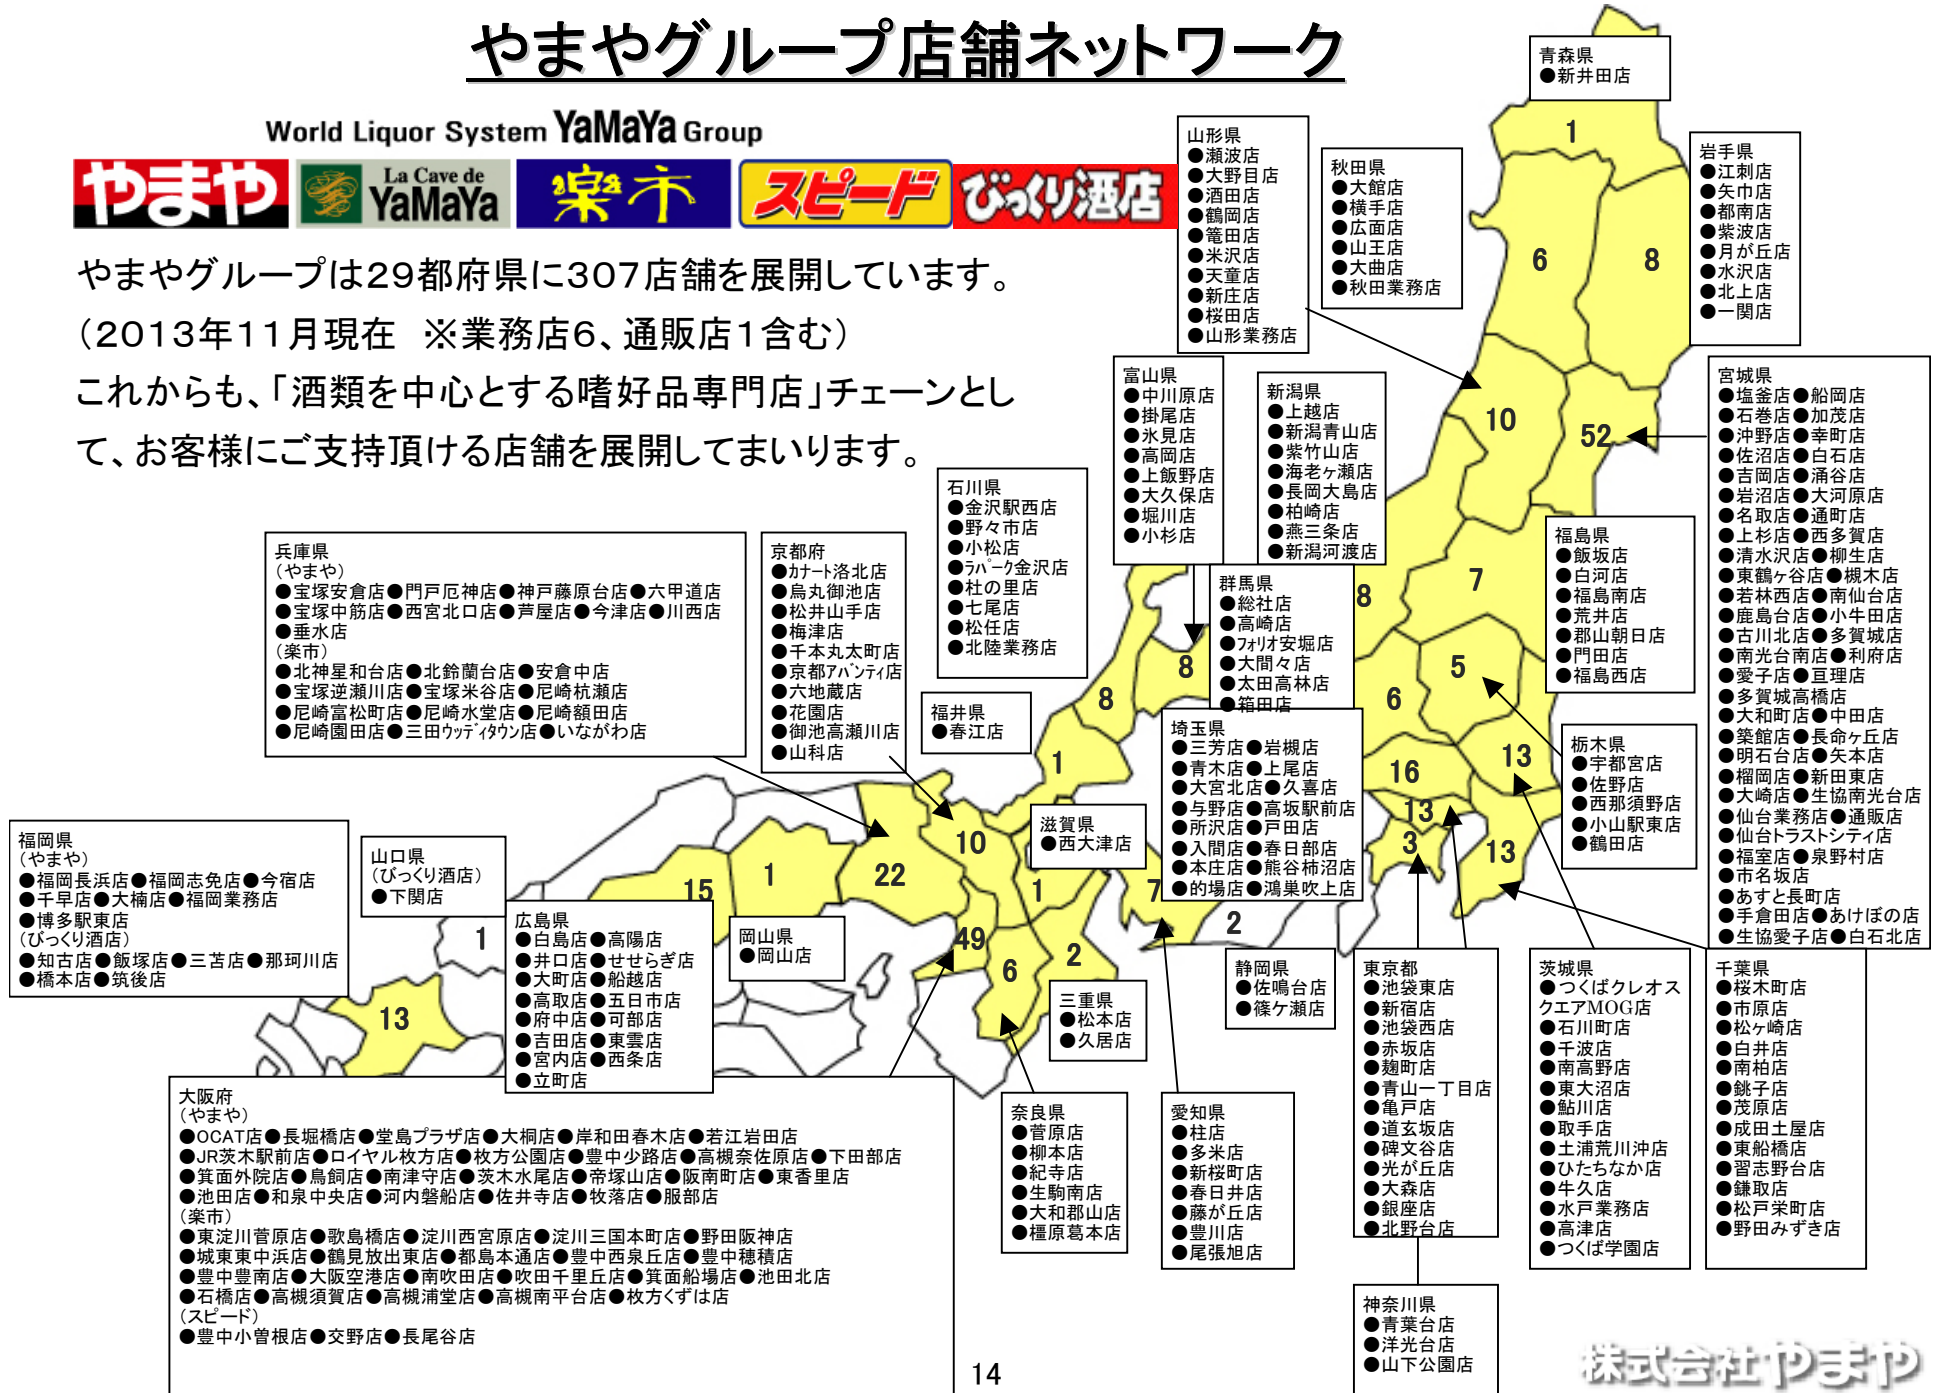 やまやグループ店舗ネットワーク
World Liquor System YaMaYa Group
やまや
La Cave de
YaMaYa
楽市
スピード
びっくり酒店
やまやグループは29都府県に307店舗を展開しています。
(2013年11月現在 ※業務店6、通販店1含む)
これからも、「酒類を中心とする嗜好品専門店」チェーンとし
て、お客様にご支持頂ける店舗を展開してまいります。
青森県
●新井田店
山形県
●瀬波店
●大野目店
●酒田店
●鶴岡店
●篭田店
●米沢店
●天童店
●新庄店
●桜田店
●山形業務店
秋田県
●大館店
●横手店
●広面店
●山王店
●大曲店
●秋田業務店
岩手県
●江刺店
●矢巾店
●都南店
●紫波店
●月が丘店
●水沢店
●北上店
●一関店
富山県
●中川原店
●掛尾店
●氷見店
●高岡店
●上飯野店
●大久保店
●堀川店
●小杉店
新潟県
●上越店
●新潟青山店
●紫竹山店
●海老ヶ瀬店
●長岡大島店
●柏崎店
●燕三条店
●新潟河渡店
宮城県
●塩釜店●船岡店
●石巻店●加茂店
●沖野店●幸町店
●佐沼店●白石店
●吉岡店●涌谷店
●岩沼店●大河原店
●名取店●通町店
●上杉店●西多賀店
●清水沢店●柳生店
●東鶴ヶ谷店●槻木店
●若林西店●南仙台店
●鹿島台店●小牛田店
●古川北店●多賀城店
●南光台南店●利府店
●愛子店●亘理店
●多賀城高橋店
●大和町店●中田店
●築館店●長命ヶ丘店
●明石台店●矢本店
●榴岡店●新田東店
●大崎店●生協南光台店
●仙台業務店●通販店
●仙台トラストシティ店
●福室店●泉野村店
●市名坂店
●あすと長町店
●手倉田店●あけぼの店
●生協愛子店●白石北店
石川県
●金沢駅西店
●野々市店
●小松店
●ラパーク金沢店
●杜の里店
●七尾店
●松任店
●北陸業務店
福島県
●飯坂店
●白河店
●福島南店
●荒井店
●郡山朝日店
●門田店
●福島西店
兵庫県
(やまや)
●宝塚安倉店●門戸厄神店●神戸藤原台店●六甲道店
●宝塚中筋店●西宮北口店●芦屋店●今津店●川西店
●垂水店
(楽市)
●北神星和台店●北鈴蘭台店●安倉中店
●宝塚逆瀬川店●宝塚米谷店●尼崎杭瀬店
●尼崎富松町店●尼崎水堂店●尼崎額田店
●尼崎園田店●三田ウッディタウン店●いながわ店
京都府
●カナート洛北店
●烏丸御池店
●松井山手店
●梅津店
●千本丸太町店
●京都アバンティ店
●六地蔵店
●花園店
●御池高瀬川店
●山科店
群馬県
●総社店
●高崎店
●フォリオ安堀店
●大間々店
●太田高林店
●箱田店
福井県
●春江店
埼玉県
●三芳店●岩槻店
●青木店●上尾店
●大宮北店●久喜店
●与野店●高坂駅前店
●所沢店●戸田店
●入間店●春日部店
●本庄店●熊谷柿沼店
●的場店●鴻巣吹上店
栃木県
●宇都宮店
●佐野店
●西那須野店
●小山駅東店
●鶴田店
滋賀県
●西大津店
福岡県
(やまや)
●福岡長浜店●福岡志免店●今宿店
●千早店●大楠店●福岡業務店
●博多駅東店
(びっくり酒店)
●知古店●飯塚店●三苫店●那珂川店
●橋本店●筑後店
山口県
(びっくり酒店)
●下関店
広島県
●白島店●高陽店
●井口店●せせらぎ店
●大町店●船越店
●高取店●五日市店
●府中店●可部店
●吉田店●東雲店
●宮内店●西条店
●立町店
岡山県
●岡山店
静岡県
●佐鳴台店
●篠ケ瀬店
三重県
●松本店
●久居店
東京都
●池袋東店
●新宿店
●池袋西店
●赤坂店
●麹町店
●青山一丁目店
●亀戸店
●道玄坂店
●碑文谷店
●光が丘店
●大森店
●銀座店
●北野台店
茨城県
●つくばクレオス
クエアMOG店
●石川町店
●千波店
●南高野店
●東大沼店
●鮎川店
●取手店
●土浦荒川沖店
●ひたちなか店
●牛久店
●水戸業務店
●高津店
●つくば学園店
千葉県
●桜木町店
●市原店
●松ヶ崎店
●白井店
●南柏店
●銚子店
●茂原店
●成田土屋店
●東船橋店
●習志野台店
●鎌取店
●松戸栄町店
●野田みずき店
大阪府
(やまや)
●OCAT店●長堀橋店●堂島プラザ店●大桐店●岸和田春木店●若江岩田店
●JR茨木駅前店●ロイヤル枚方店●枚方公園店●豊中少路店●高槻奈佐原店●下田部店
●箕面外院店●鳥飼店●南津守店●茨木水尾店●帝塚山店●阪南町店●東香里店
●池田店●和泉中央店●河内磐船店●佐井寺店●牧落店●服部店
(楽市)
●東淀川菅原店●歌島橋店●淀川西宮原店●淀川三国本町店●野田阪神店
●城東東中浜店●鶴見放出東店●都島本通店●豊中西泉丘店●豊中穂積店
●豊中豊南店●大阪空港店●南吹田店●吹田千里丘店●箕面船場店●池田北店
●石橋店●高槻須賀店●高槻浦堂店●高槻南平台店●枚方くずは店
(スピード)
●豊中小曽根店●交野店●長尾谷店
奈良県
●菅原店
●柳本店
●紀寺店
●生駒南店
●大和郡山店
●橿原葛本店
愛知県
●柱店
●多米店
●新桜町店
●春日井店
●藤が丘店
●豊川店
●尾張旭店
神奈川県
●青葉台店
●洋光台店
●山下公園店
1
6
8
10
52
7
8
5
6
8
8
13
16
1
13
3
13
10
22
1
15
1
7
2
49
6
2
1
13
14
株式会社やまや